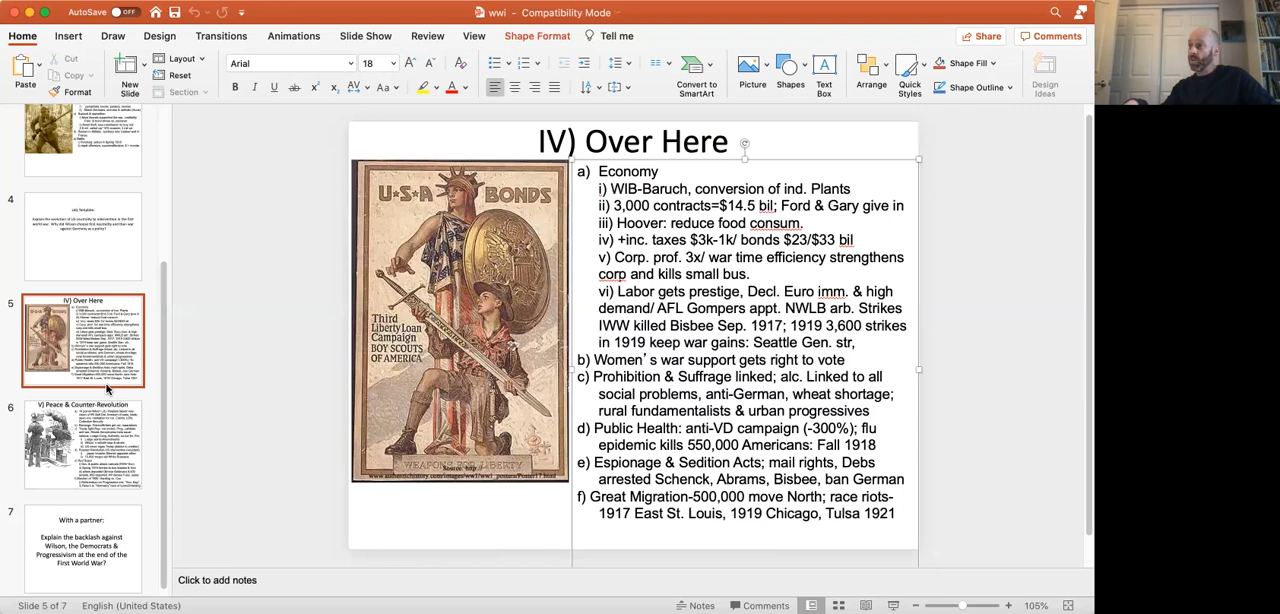 AutoSave OFF
wwi - Compatibility Mode
Home Insert Draw Design Slide Show Transitions Animations Review View Shape Format Tell me
Share Comments
Paste
Cut
Copy
Format
New Slide
Layout
Reset
Section
Arial 18
Convert to SmartArt
Picture
Shapes
Text Box
Arrange
Quick Styles
Shape Fill
Shape Outline
Design Ideas
4
5
IV) Over Here
6
V) Peace & Counter-Revolution
7
With a partner:
Explain the backlash against
Wilson, the Democrats &
Progressivism at the end of the
First World War?
IV) Over Here
USA BONDS
Third
Liberty Loan
Campaign
BOY SCOUTS
OF AMERICA
WEAPONS FOR LIBERTY
a) Economy
i) WIB-Baruch, conversion of ind. Plants
ii) 3,000 contracts=$14.5 bil; Ford & Gary give in
iii) Hoover: reduce food consum.
iv) +inc. taxes $3k-1k/ bonds $23/$33 bil
v) Corp. prof. 3x/ war time efficiency strengthens
corp and kills small bus.
vi) Labor gets prestige, Decl. Euro imm. & high
demand/ AFL Gompers appt. NWLB arb. Strikes
IWW killed Bisbee Sep. 1917; 1919 3,600 strikes
in 1919 keep war gains: Seattle Gen. str,
b) Women's war support gets right to vote
c) Prohibition & Suffrage linked; alc. Linked to all
social problems, anti-German, wheat shortage;
rural fundamentalists & urban progressives
d) Public Health: anti-VD campaign (-300%); flu
epidemic kills 550,000 Americans: Fall 1918
e) Espionage & Sedition Acts; mail rights, Debs
arrested Schenck, Abrams, Bisbee, ban German
f) Great Migration-500,000 move North; race riots-
1917 East St. Louis, 1919 Chicago, Tulsa 1921
Click to add notes
Slide 5 of 7 English (United States) Notes Comments 105%